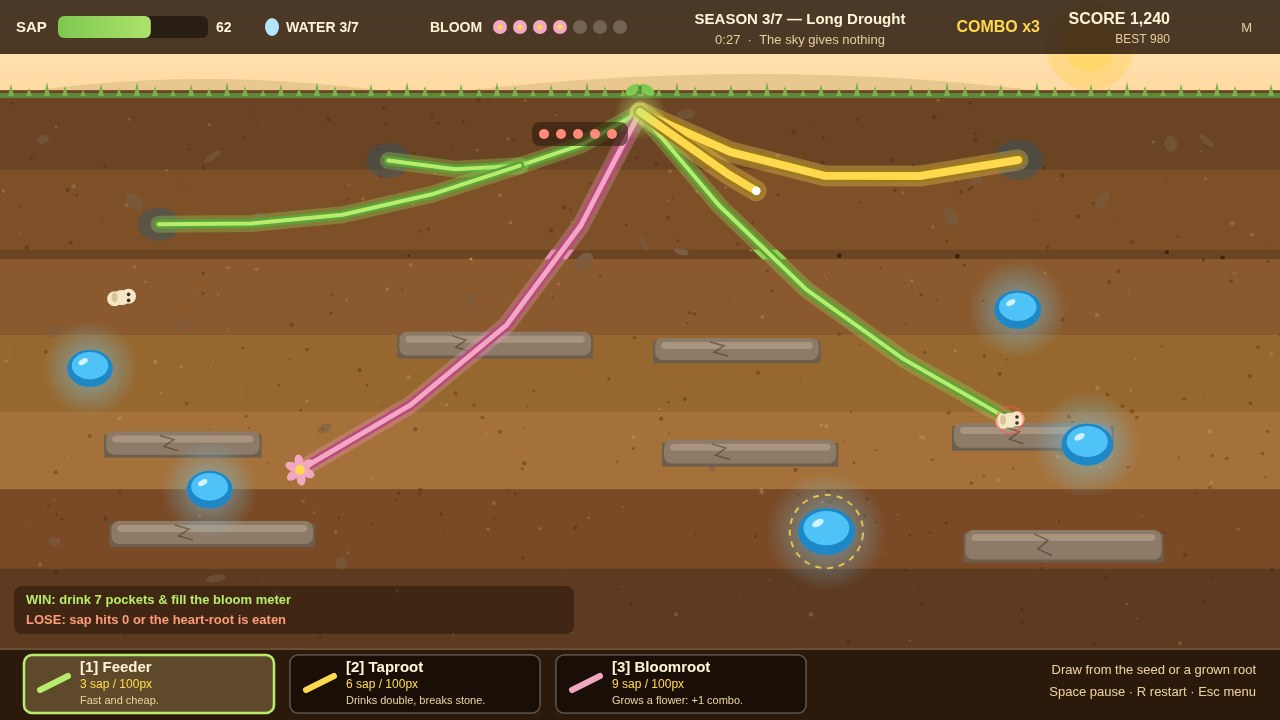 SAP 62 WATER 3/7 BLOOM SEASON 3/7 — Long Drought COMBO x3 SCORE 1,240 M
0:27 · The sky gives nothing BEST 980
WIN: drink 7 pockets & fill the bloom meter
LOSE: sap hits 0 or the heart-root is eaten
[1] Feeder
3 sap / 100px
Fast and cheap.
[2] Taproot
6 sap / 100px
Drinks double, breaks stone.
[3] Bloomroot
9 sap / 100px
Grows a flower: +1 combo.
Draw from the seed or a grown root
Space pause · R restart · Esc menu